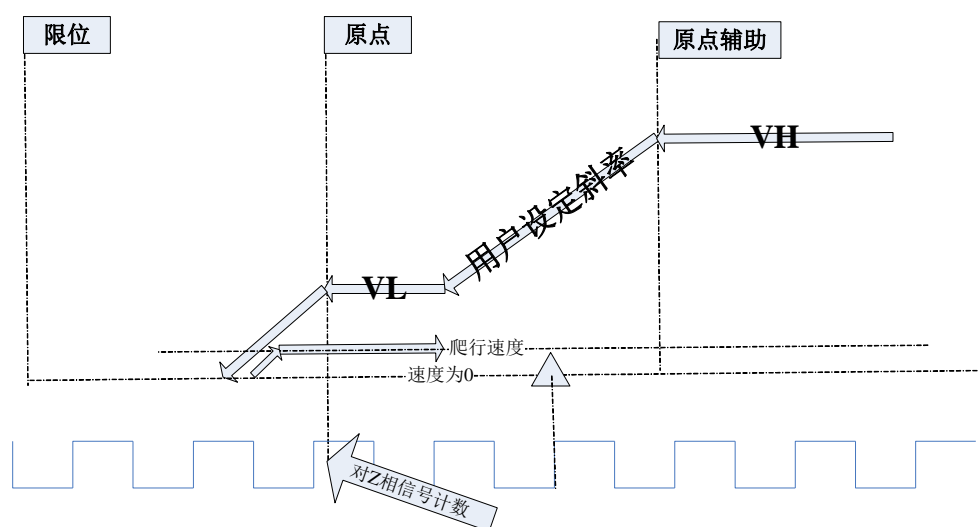 限位
原点
原点辅助
VH
用户设定斜率
VL
爬行速度
速度为0
对Z相信号计数